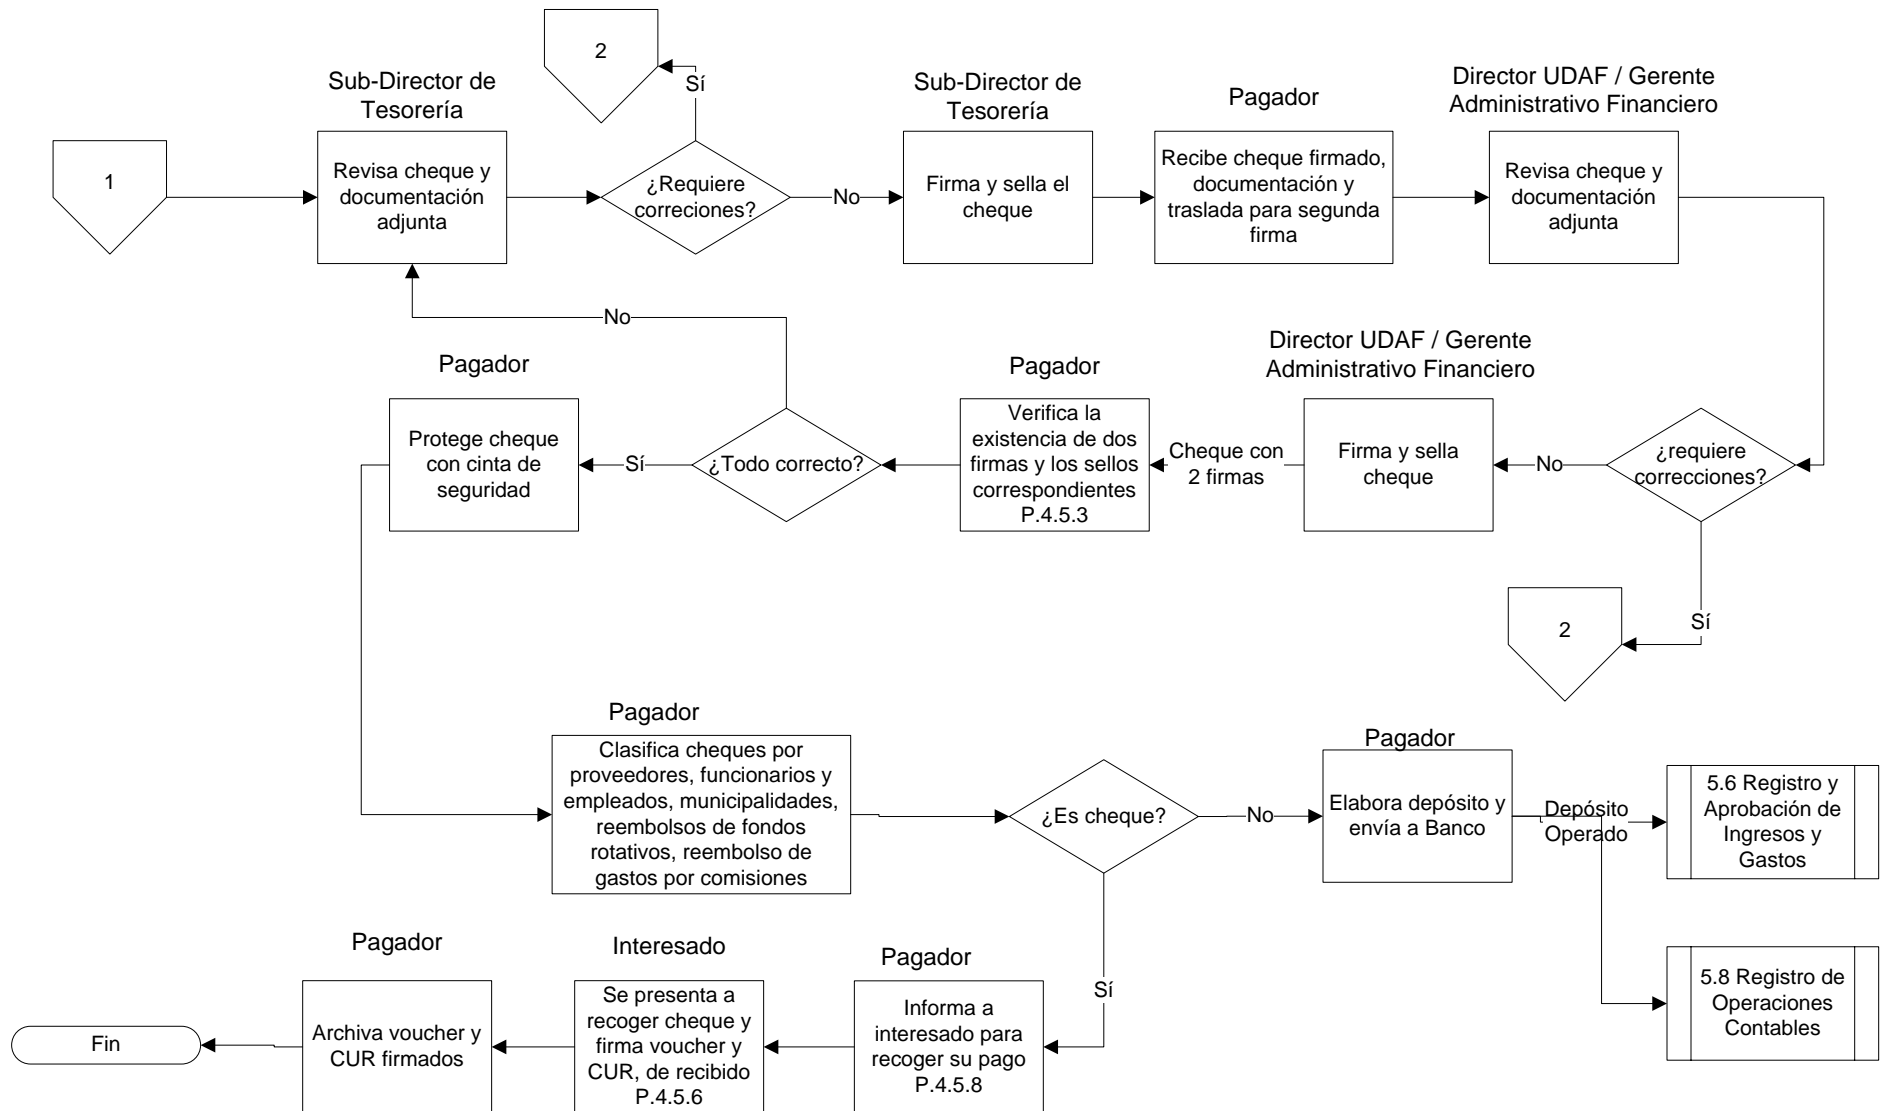 2
Sí
1
Sub-Director de
Tesorería
Revisa cheque y
documentación
adjunta
¿Requiere
correciones?
No
Sub-Director de
Tesorería
Firma y sella el
cheque
Pagador
Recibe cheque firmado,
documentación y
traslada para segunda
firma
Director UDAF / Gerente
Administrativo Financiero
Revisa cheque y
documentación
adjunta
No
Pagador
Protege cheque
con cinta de
seguridad
Sí
¿Todo correcto?
Pagador
Verifica la
existencia de dos
firmas y los sellos
correspondientes
P.4.5.3
Cheque con
2 firmas
Director UDAF / Gerente
Administrativo Financiero
Firma y sella
cheque
No
¿requiere
correcciones?
Sí
2
Pagador
Clasifica cheques por
proveedores, funcionarios y
empleados, municipalidades,
reembolsos de fondos
rotativos, reembolso de
gastos por comisiones
¿Es cheque?
No
Pagador
Elabora depósito y
envía a Banco
Depósito
Operado
5.6 Registro y
Aprobación de
Ingresos y
Gastos
5.8 Registro de
Operaciones
Contables
Sí
Fin
Pagador
Archiva voucher y
CUR firmados
Interesado
Se presenta a
recoger cheque y
firma voucher y
CUR, de recibido
P.4.5.6
Pagador
Informa a
interesado para
recoger su pago
P.4.5.8